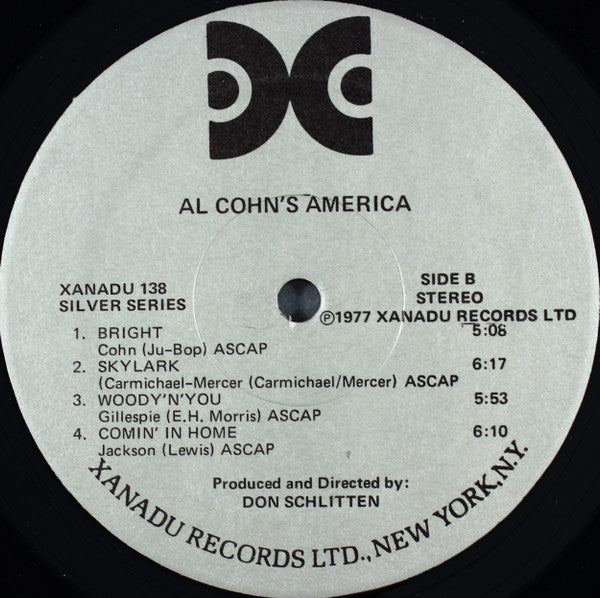 AL COHN'S AMERICA
XANADU 138
SILVER SERIES
SIDE B
STEREO
Ⓟ1977 XANADU RECORDS LTD
1. BRIGHT 5:08
Cohn (Ju-Bop) ASCAP
2. SKYLARK 6:17
(Carmichael-Mercer (Carmichael/Mercer) ASCAP
3. WOODY'N'YOU 5:53
Gillespie (E.H. Morris) ASCAP
4. COMIN' IN HOME 6:10
Jackson (Lewis) ASCAP
Produced and Directed by:
DON SCHLITTEN
XANADU RECORDS LTD., NEW YORK, N.Y.